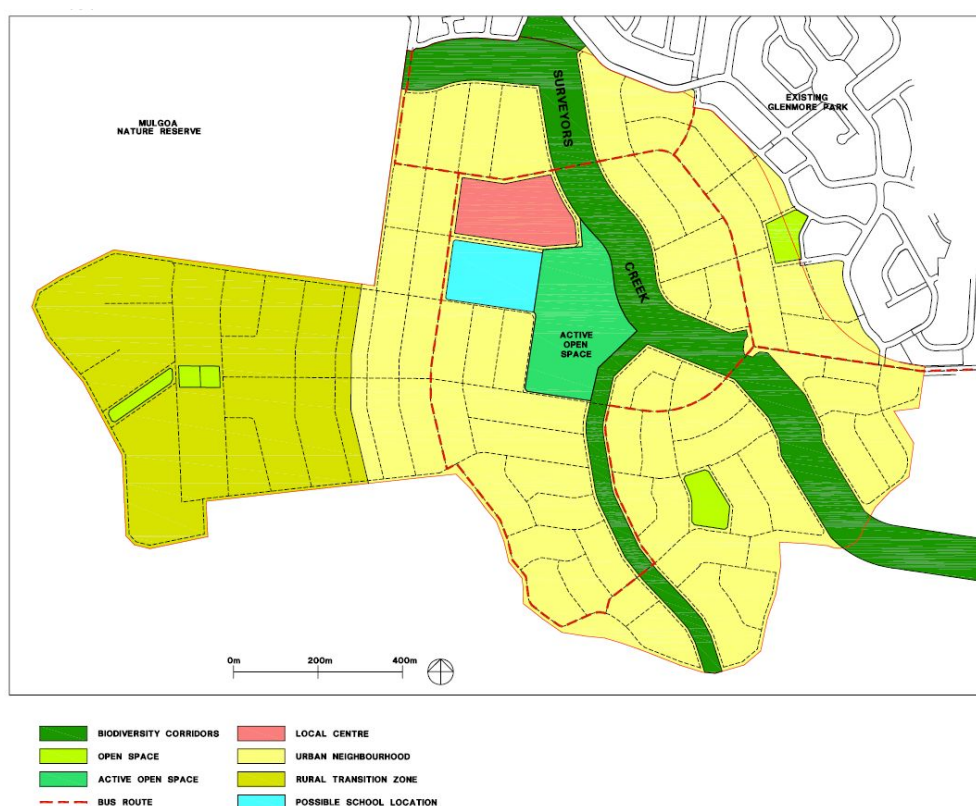 MULGOA
NATURE RESERVE
SURVEYORS
CREEK
EXISTING
GLENMORE PARK
ACTIVE
OPEN
SPACE
0m 200m 400m
BIODIVERSITY CORRIDORS
OPEN SPACE
ACTIVE OPEN SPACE
BUS ROUTE
LOCAL CENTRE
URBAN NEIGHBOURHOOD
RURAL TRANSITION ZONE
POSSIBLE SCHOOL LOCATION